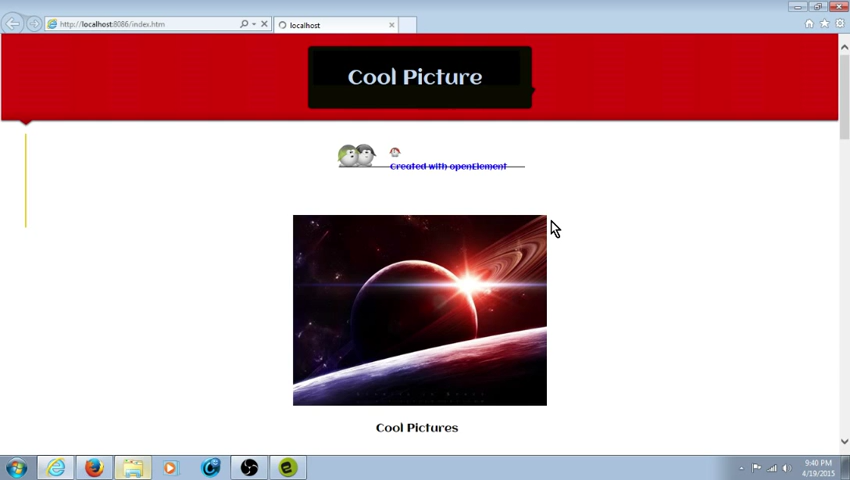 http://localhost:8086/index.htm
localhost
Cool Picture
Created with openElement
Cool Pictures
9:40 PM
4/19/2015